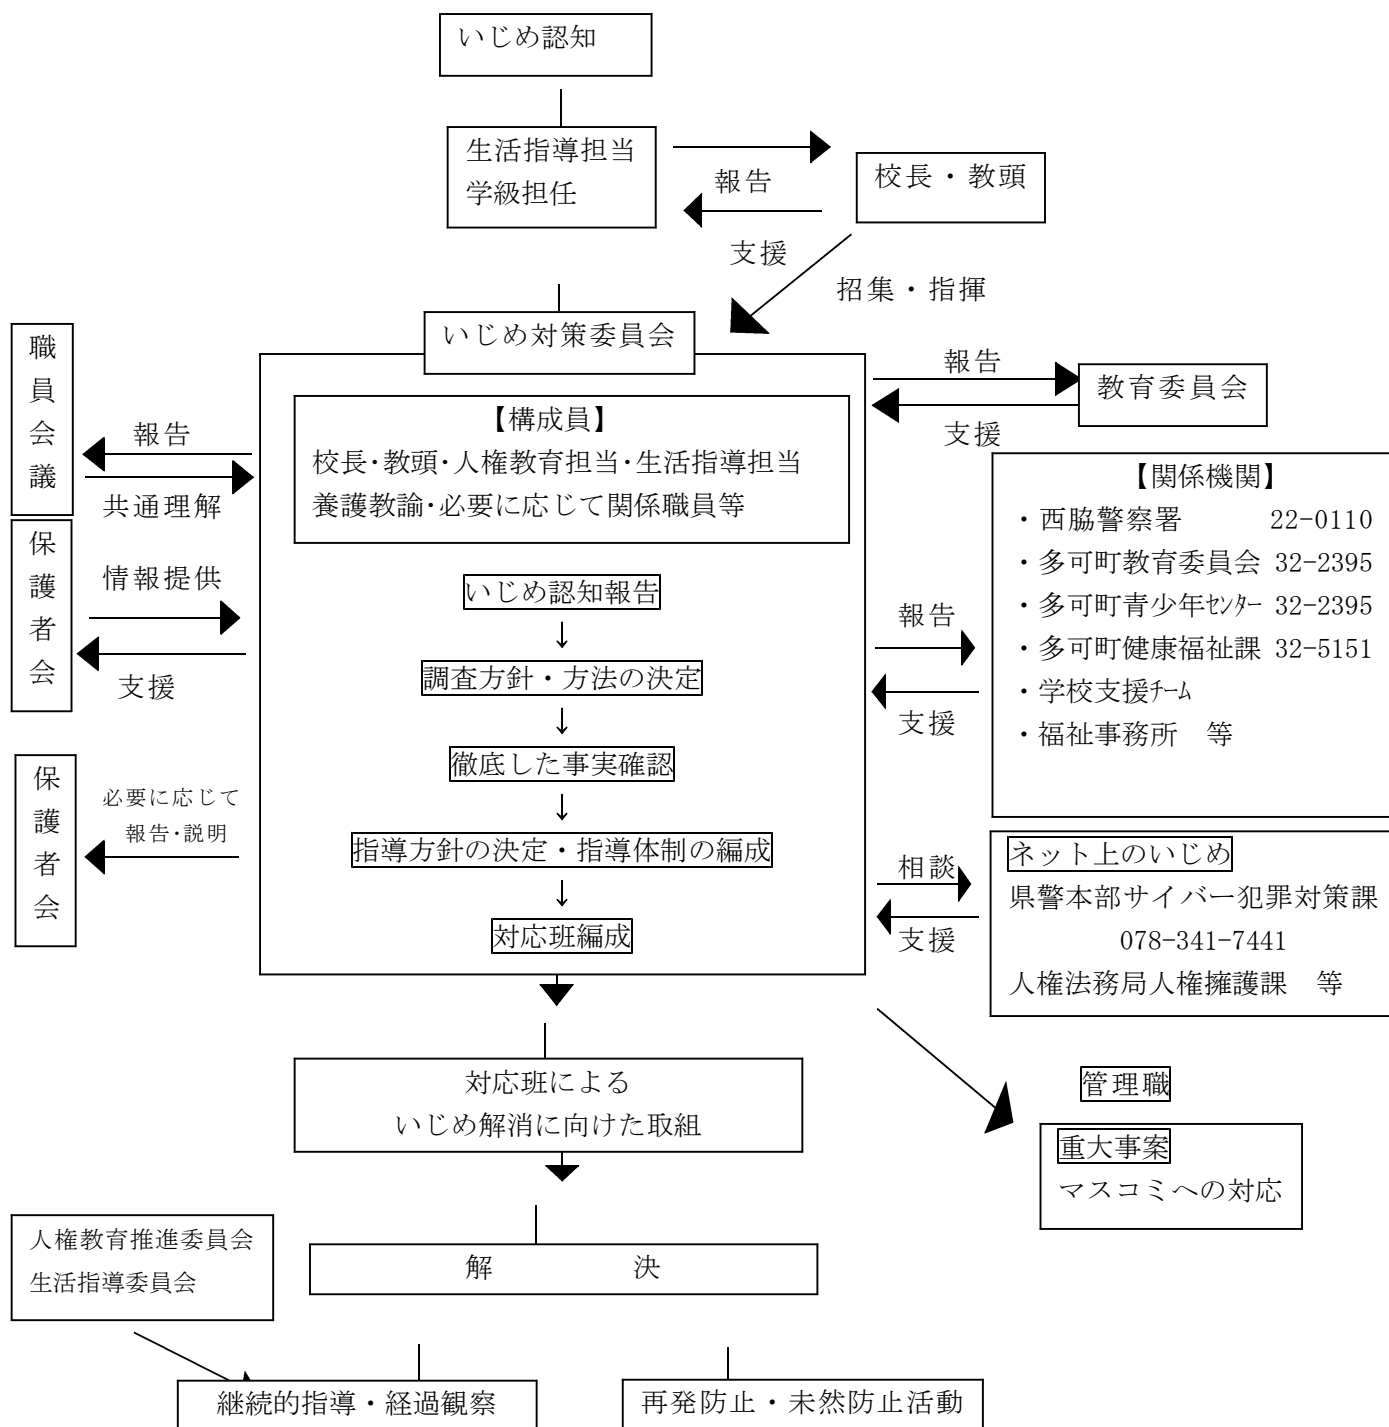 いじめ認知
生活指導担当
学級担任
報告
支援
校長・教頭
招集・指揮
いじめ対策委員会
職員会議
報告
共通理解
保護者会
情報提供
支援
保護者会
必要に応じて
報告・説明
【構成員】
校長・教頭・人権教育担当・生活指導担当
養護教諭・必要に応じて関係職員等
いじめ認知報告
↓
調査方針・方法の決定
↓
徹底した事実確認
↓
指導方針の決定・指導体制の編成
↓
対応班編成
報告
支援
教育委員会
【関係機関】
・西脇警察署 22-0110
・多可町教育委員会 32-2395
・多可町青少年ｾﾝﾀｰ 32-2395
・多可町健康福祉課 32-5151
・学校支援ﾁｰﾑ
・福祉事務所　等
報告
支援
ネット上のいじめ
県警本部サイバー犯罪対策課
078-341-7441
人権法務局人権擁護課　等
相談
支援
管理職
重大事案
マスコミへの対応
対応班による
いじめ解消に向けた取組
人権教育推進委員会
生活指導委員会
解　　　決
継続的指導・経過観察
再発防止・未然防止活動